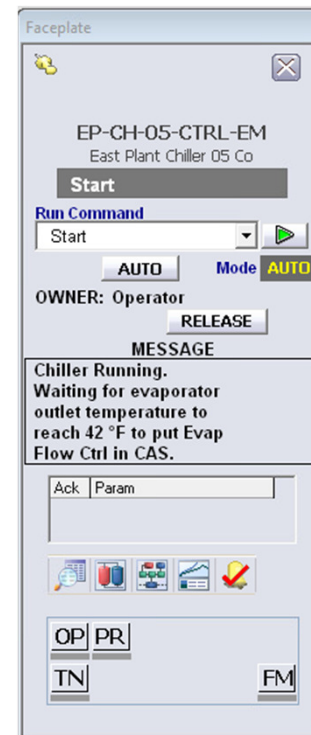 Faceplate
EP-CH-05-CTRL-EM
East Plant Chiller 05 Co
Start
Run Command
Start
AUTO Mode AUTO
OWNER: Operator
RELEASE
MESSAGE
Chiller Running.
Waiting for evaporator
outlet temperature to
reach 42 °F to put Evap
Flow Ctrl in CAS.
Ack Param
OP PR
TN FM